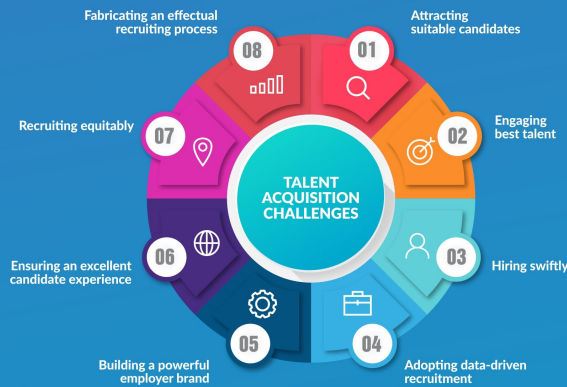 TALENT
ACQUISITION
CHALLENGES
01
Attracting
suitable candidates
02
Engaging
best talent
03
Hiring swiftly
04
Adopting data-driven
recruitment
05
Building a powerful
employer brand
06
Ensuring an excellent
candidate experience
07
Recruiting equitably
08
Fabricating an effectual
recruiting process